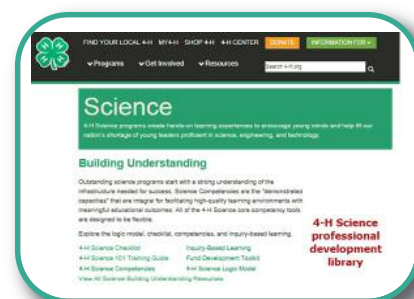 FIND YOUR LOCAL 4-H MY4-H SHOP 4-H 4-H CENTER DONATE INFORMATION FOR
Programs Get Involved Resources Search 4-H.org
Science
4-H Science programs create hands on learning experiences to encourage young minds and help fill our
nation's shortage of young leaders proficient in science, engineering, and technology.
Building Understanding
Outstanding science programs start with a strong understanding of the
infrastructure needed for success. Science Competencies are the "demonstrated
capacities" that are integral for facilitating high-quality learning environments with
meaningful educational outcomes. All of the 4-H Science core competency tools
are designed to be flexible.
Explore the logic model, checklist, competencies, and inquiry-based learning.
4-H Science Checklist Inquiry-Based Learning
4-H Science 101 Training Guide Fund Development Toolkit
4-H Science Competencies 4-H Science Logic Model
View All Science Building Understanding Resources
4-H Science
professional
development
library